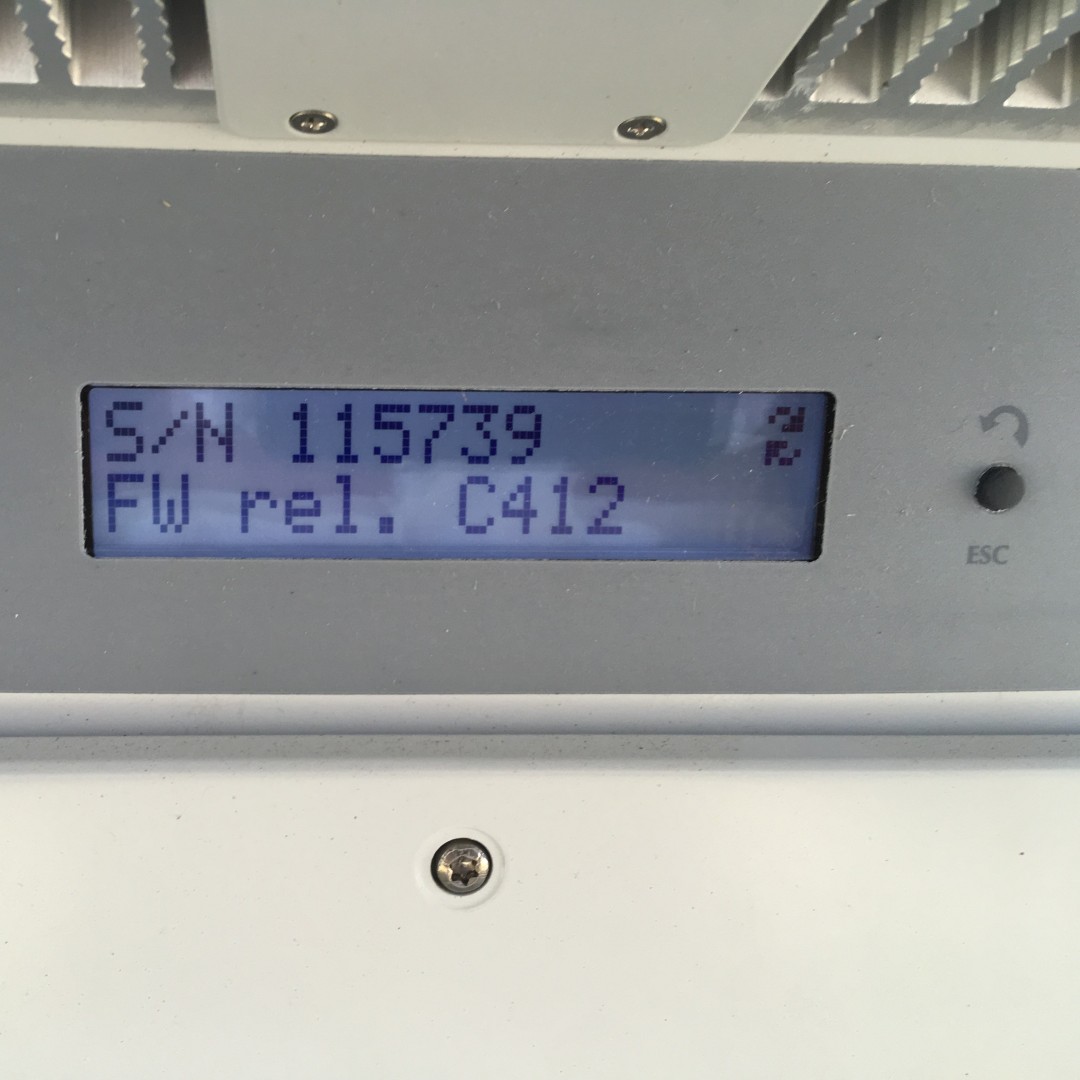 S/N 115739
FW rel. C412
ESC